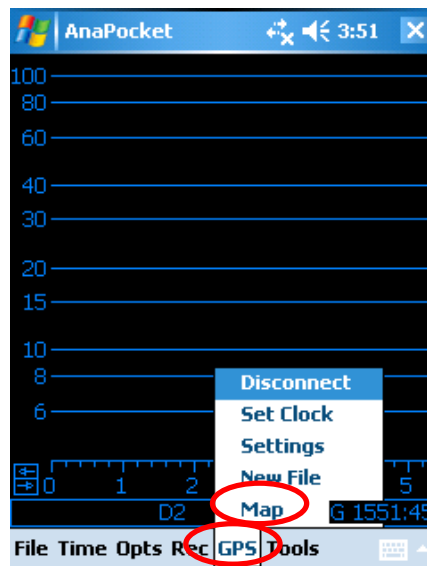 AnaPocket 3:51
100
80
60
40
30
20
15
10
8
6
Disconnect
Set Clock
Settings
New File
Map
0 1 2 5
D2 G 1551:45
File Time Opts Rec GPS Tools